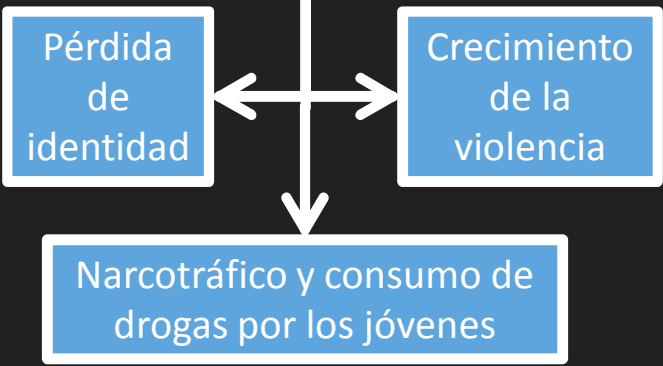 Pérdida
de
identidad
Crecimiento
de la
violencia
Narcotráfico y consumo de
drogas por los jóvenes